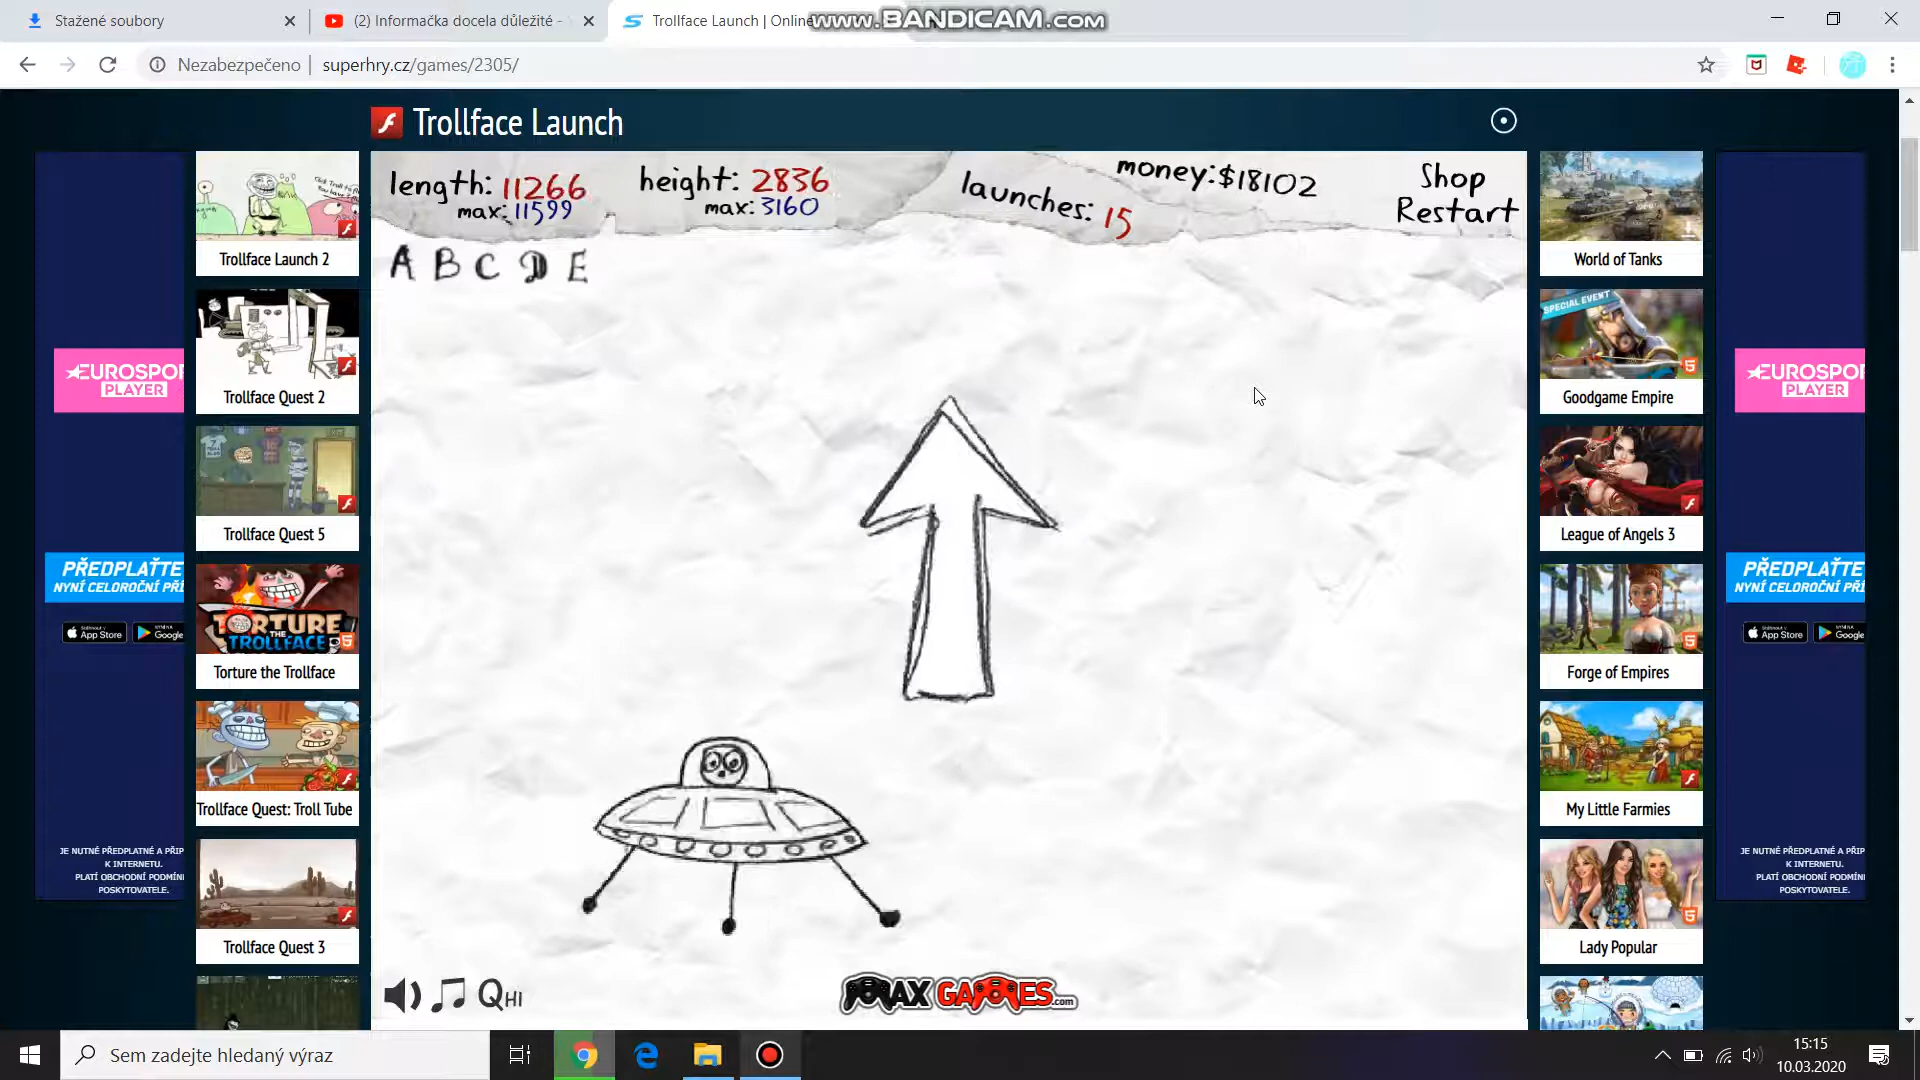 Stažené soubory
(2) Informačka docela důležité -
Trollface Launch | Online
www.BANDICAM.com
Nezabezpečeno
superhry.cz/games/2305/
Trollface Launch
length: 11266
max: 11599
height: 2836
max: 3160
launches: 15
money: $18102
Shop
Restart
A B C D E
Trollface Launch 2
Trollface Quest 2
Trollface Quest 5
TORTURE
THE
TROLLFACE
Torture the Trollface
Trollface Quest: Troll Tube
Trollface Quest 3
EUROSPO
PLAYER
PŘEDPLAŤTE
NYNÍ CELOROČNÍ PŘ
App Store
Google
JE NUTNÉ PŘEDPLATNÉ A PŘIP
K INTERNETU.
PLATÍ OBCHODNÍ PODMÍN
POSKYTOVATELE.
World of Tanks
SPECIAL EVENT
Goodgame Empire
League of Angels 3
Forge of Empires
My Little Farmies
Lady Popular
EUROSPO
PLAYER
PŘEDPLAŤTE
NYNÍ CELOROČNÍ PŘ
App Store
Google
JE NUTNÉ PŘEDPLATNÉ A PŘIP
K INTERNETU.
PLATÍ OBCHODNÍ PODMÍN
POSKYTOVATELE.
QHI
MAX GAMES.com
Sem zadejte hledaný výraz
15:15
10.03.2020